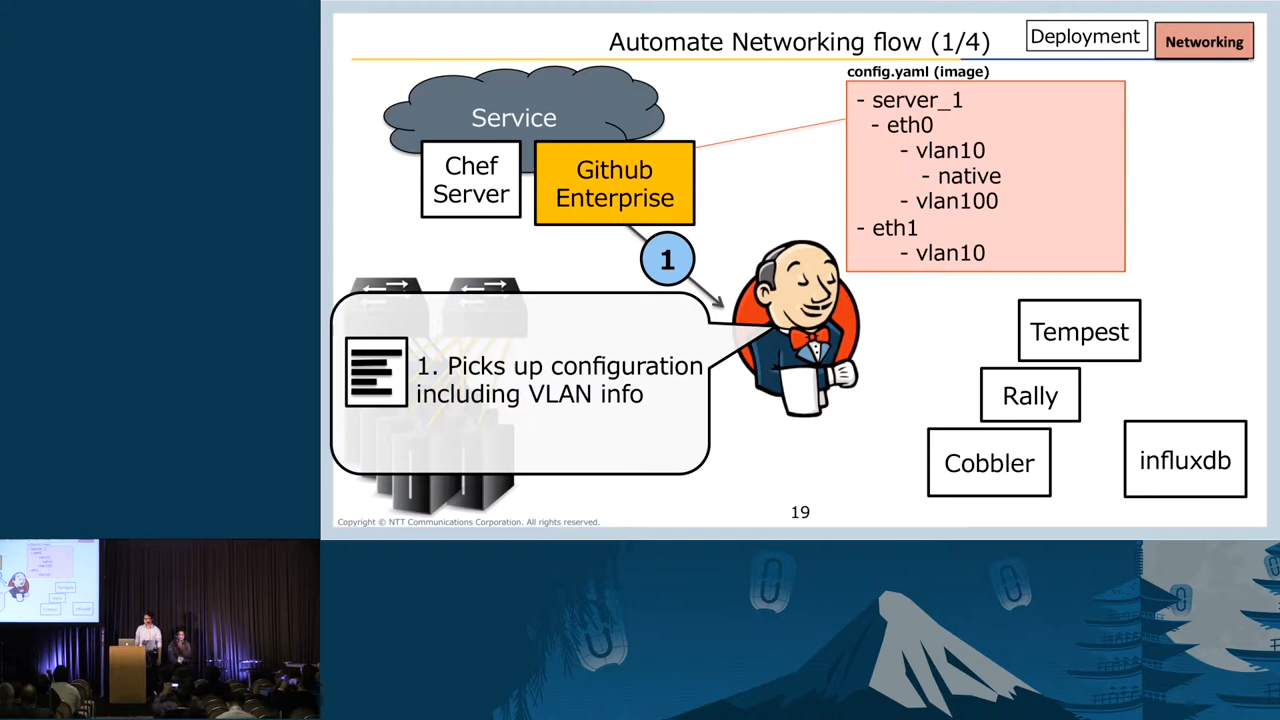 Automate Networking flow (1/4)
Deployment
Networking
config.yaml (image)
- server_1
- eth0
- vlan10
- native
- vlan100
- eth1
- vlan10
Service
Chef
Server
Github
Enterprise
1
1. Picks up configuration
including VLAN info
Tempest
Rally
Cobbler
influxdb
19
Copyright © NTT Communications Corporation. All rights reserved.